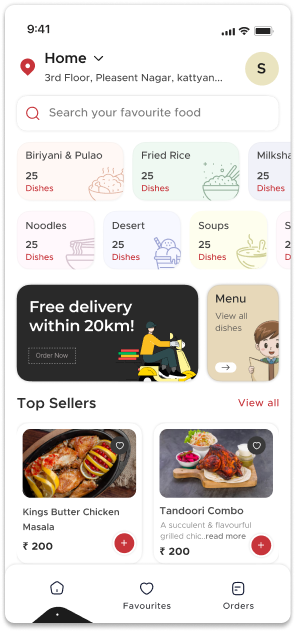 9:41
Home
3rd Floor, Pleasent Nagar, kattyan...
S
Search your favourite food
Biriyani & Pulao
25
Dishes
Fried Rice
25
Dishes
Milksha
25
Dishes
Noodles
25
Dishes
Desert
25
Dishes
Soups
25
Dishes
S
25
Dishes
Free delivery
within 20km!
Order Now
Menu
View all
dishes
Top Sellers
View all
Kings Butter Chicken
Masala
₹ 200
Tandoori Combo
A succulent & flavourful
grilled chic..read more
₹ 200
Favourites
Orders